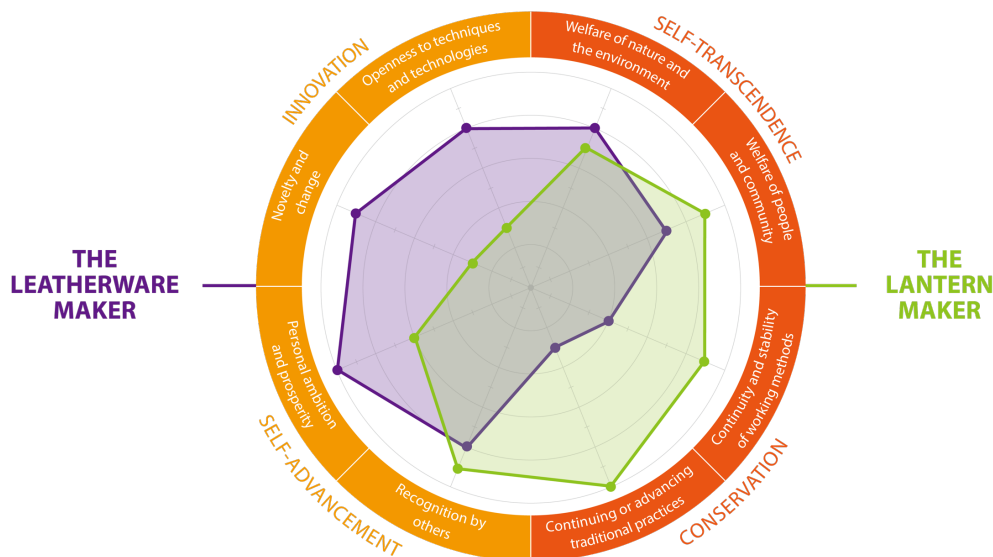 INNOVATION
Openness to techniques
and technologies
Welfare of nature and
the environment
SELF-TRANSCENDENCE
Novelty and
change
Welfare of people
and community
THE
LEATHERWARE
MAKER
THE
LANTERN
MAKER
Personal ambition
and prosperity
Continuity and stability
of working methods
SELF-ADVANCEMENT
Recognition by
others
Continuing or advancing
traditional practices
CONSERVATION